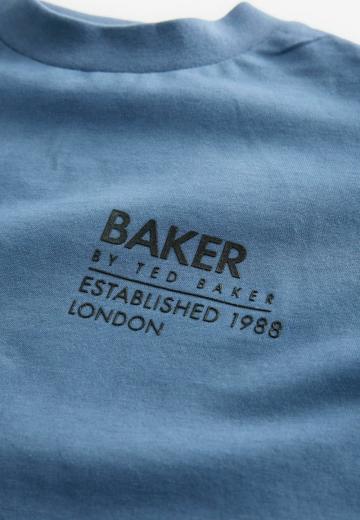 BAKER
BY TED BAKER
ESTABLISHED 1988
LONDON